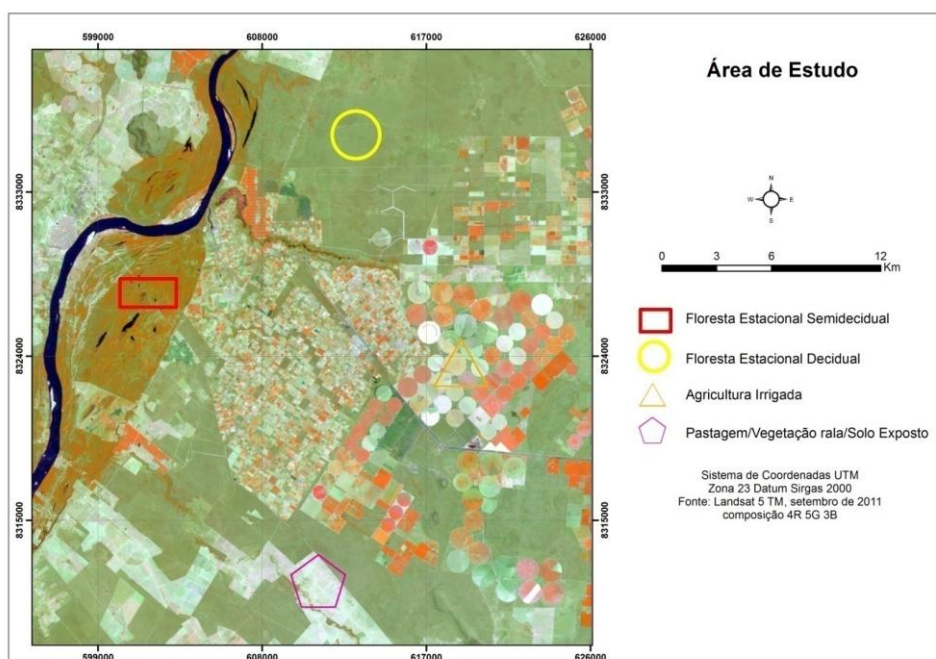 599000 608000 617000 626000
Área de Estudo
N
W E
S
8333000 8333000
0 3 6 12
Km
Floresta Estacional Semidecidual
8324000 8324000
Floresta Estacional Decidual
Agricultura Irrigada
Pastagem/Vegetação rala/Solo Exposto
Sistema de Coordenadas UTM
Zona 23 Datum Sirgas 2000
Fonte: Landsat 5 TM, setembro de 2011
composição 4R 5G 3B
8315000 8315000
599000 608000 617000 626000